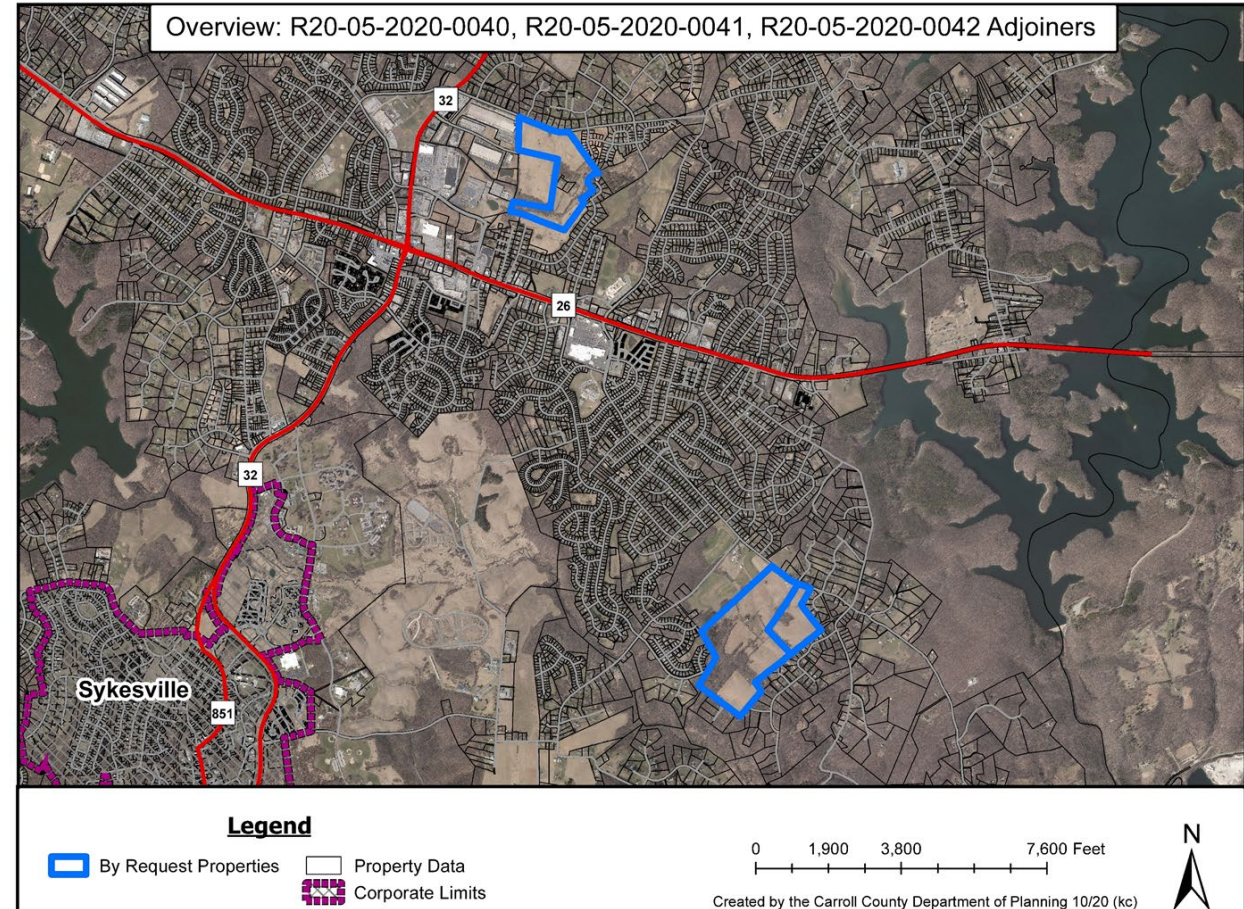 Overview: R20-05-2020-0040, R20-05-2020-0041, R20-05-2020-0042 Adjoiners
32
26
32
Sykesville
851
Legend
By Request Properties
Property Data
Corporate Limits
0 1,900 3,800 7,600 Feet
Created by the Carroll County Department of Planning 10/20 (kc)
N